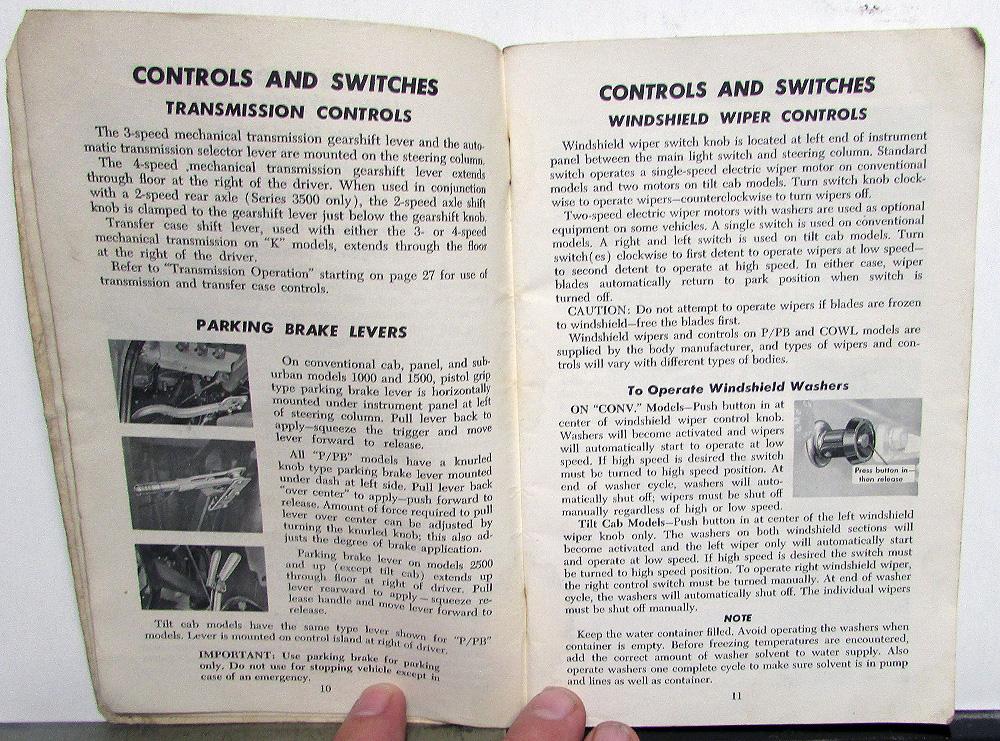 CONTROLS AND SWITCHES
TRANSMISSION CONTROLS
The 3-speed mechanical transmission gearshift lever and the auto-
matic transmission selector lever are mounted on the steering column.
The 4-speed mechanical transmission gearshift lever extends
through floor at the right of the driver. When used in conjunction
with a 2-speed rear axle (Series 3500 only), the 2-speed axle shift
knob is clamped to the gearshift lever just below the gearshift knob.
Transfer case shift lever, used with either the 3- or 4-speed
mechanical transmission on "K" models, extends through the floor
at the right of the driver.
Refer to "Transmission Operation" starting on page 27 for use of
transmission and transfer case controls.
PARKING BRAKE LEVERS
On conventional cab, panel, and sub-
urban models 1000 and 1500, pistol grip
type parking brake lever is horizontally
mounted under instrument panel at left
of steering column. Pull lever back to
apply—squeeze the trigger and move
lever forward to release.
All "P/PB" models have a knurled
knob type parking brake lever mounted
under dash at left side. Pull lever back
"over center" to apply—push forward to
release. Amount of force required to pull
lever over center can be adjusted by
turning the knurled knob; this also ad-
justs the degree of brake application.
Parking brake lever on models 2500
and up (except tilt cab) extends up
through floor at right of driver. Pull
lever rearward to apply—squeeze re-
lease handle and move lever forward to
release.
Tilt cab models have the same type lever shown for "P/PB"
models. Lever is mounted on control island at right of driver.
IMPORTANT: Use parking brake for parking
only. Do not use for stopping vehicle except in
case of an emergency.
10
CONTROLS AND SWITCHES
WINDSHIELD WIPER CONTROLS
Windshield wiper switch knob is located at left end of instrument
panel between the main light switch and steering column. Standard
switch operates a single-speed electric wiper motor on conventional
models and two motors on tilt cab models. Turn switch knob clock-
wise to operate wipers—counterclockwise to turn wipers off.
Two-speed electric wiper motors with washers are used as optional
equipment on some vehicles. A single switch is used on conventional
models. A right and left switch is used on tilt cab models. Turn
switch(es) clockwise to first detent to operate wipers at low speed—
to second detent to operate at high speed. In either case, wiper
blades automatically return to park position when switch is
turned off.
CAUTION: Do not attempt to operate wipers if blades are frozen
to windshield—free the blades first.
Windshield wipers and controls on P/PB and COWL models are
supplied by the body manufacturer, and types of wipers and con-
trols will vary with different types of bodies.
To Operate Windshield Washers
ON "CONV." Models—Push button in at
center of windshield wiper control knob.
Washers will become activated and wipers
will automatically start to operate at low
speed. If high speed is desired the switch
must be turned to high speed position. At
end of washer cycle, washers will auto-
matically shut off; wipers must be shut off
manually regardless of high or low speed.
Press button in—
then release
Tilt Cab Models—Push button in at center of the left windshield
wiper knob only. The washers on both windshield sections will
become activated and the left wiper only will automatically start
and operate at low speed. If high speed is desired the switch must
be turned to high speed position. To operate right windshield wiper,
the right control switch must be turned manually. At end of washer
cycle, the washers will automatically shut off. The individual wipers
must be shut off manually.
NOTE
Keep the water container filled. Avoid operating the washers when
container is empty. Before freezing temperatures are encountered,
add the correct amount of washer solvent to water supply. Also
operate washers one complete cycle to make sure solvent is in pump
and lines as well as container.
11